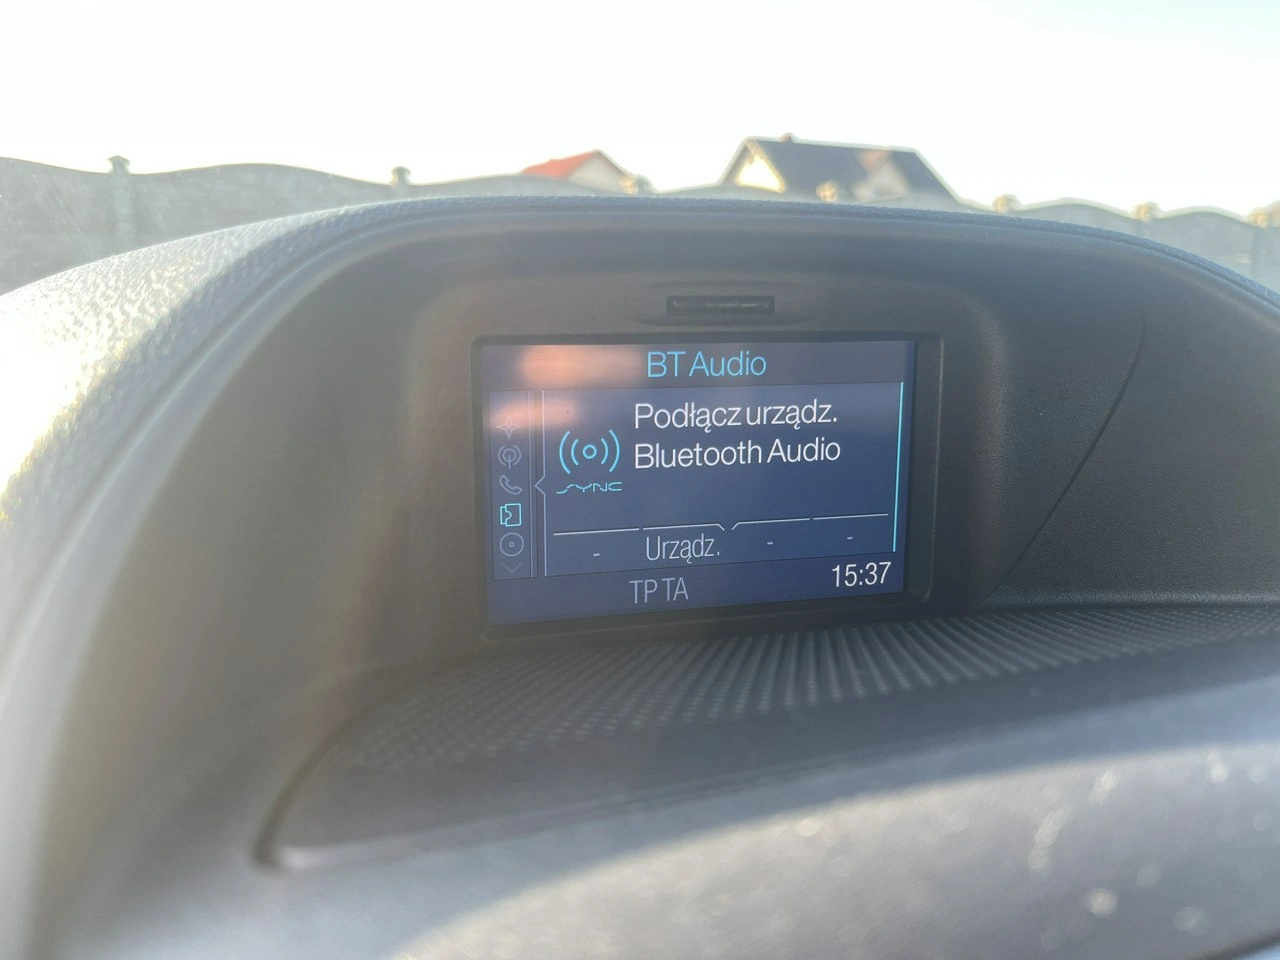 BT Audio
Podłącz urządz.
Bluetooth Audio
SYNC
- Urządz. - -
TP TA 15:37